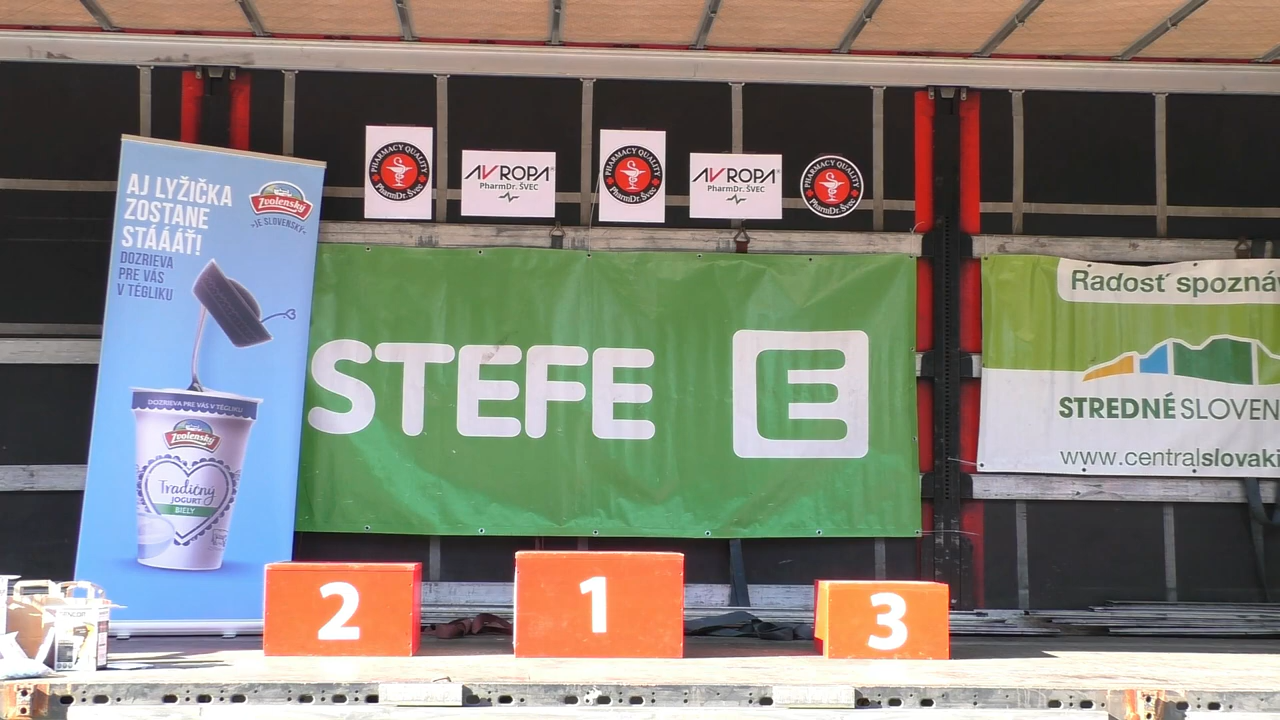 AJ LYŽIČKA
ZOSTANE
STÁÁÁŤ!
DOZRIEVA
PRE VÁS
V TÉGLIKU
Zvolenský
»JE SLOVENSKÝ«
DOZRIEVA PRE VÁS V TÉGLIKU
Zvolenský
Tradičný
JOGURT
BIELY
PHARMACY QUALITY
PharmDr. Švec
AVROPA®
PharmDr. ŠVEC
PHARMACY QUALITY
PharmDr. Švec
AVROPA®
PharmDr. ŠVEC
PHARMACY QUALITY
PharmDr. Švec
STEFE E
Radosť spozná
STREDNÉ SLOVEN
www.centralslovaki
2
1
3